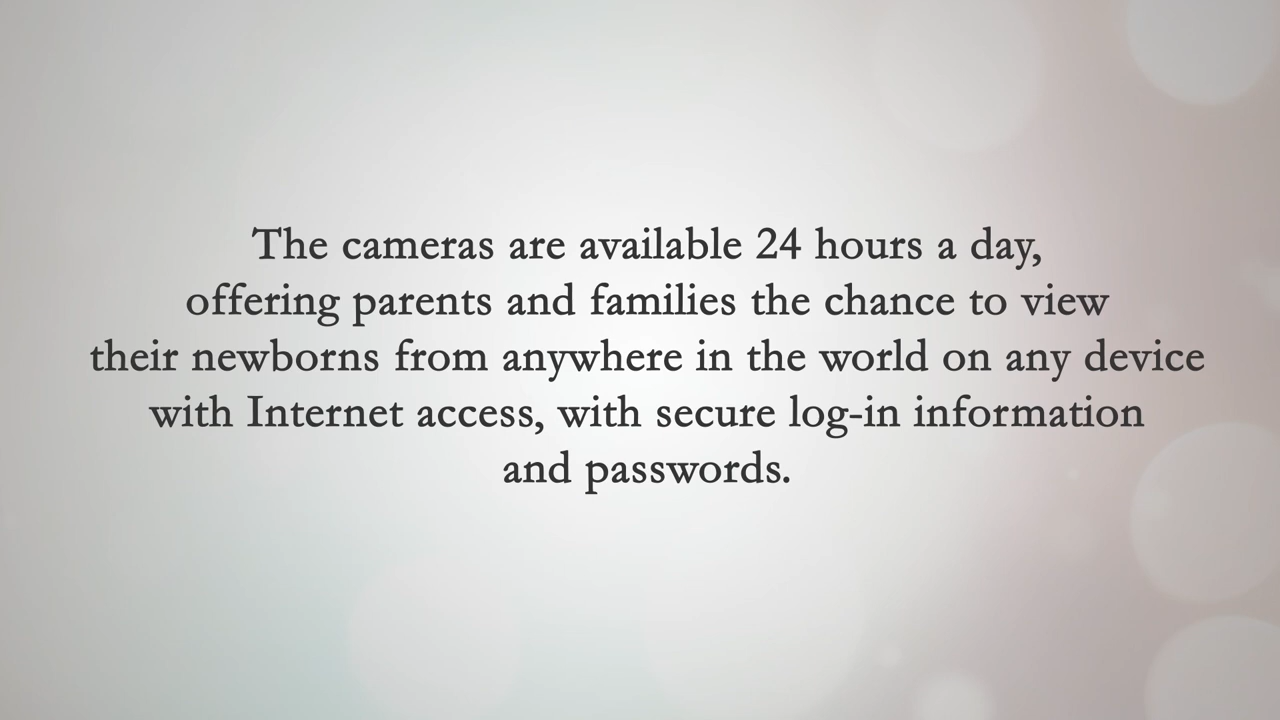 The cameras are available 24 hours a day,
offering parents and families the chance to view
their newborns from anywhere in the world on any device
with Internet access, with secure log-in information
and passwords.